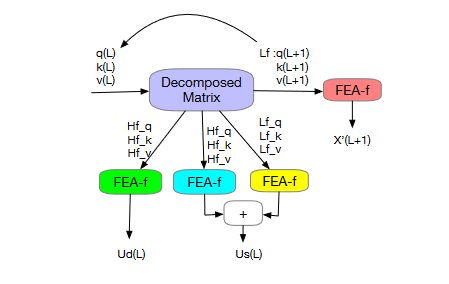 q(L)
k(L)
v(L)
Lf :q(L+1)
k(L+1)
v(L+1)
Decomposed
Matrix
FEA-f
X'(L+1)
Hf_q
Hf_k
Hf_v
Hf_q
Hf_k
Hf_v
Lf_q
Lf_k
Lf_v
FEA-f
FEA-f
FEA-f
+
Ud(L)
Us(L)